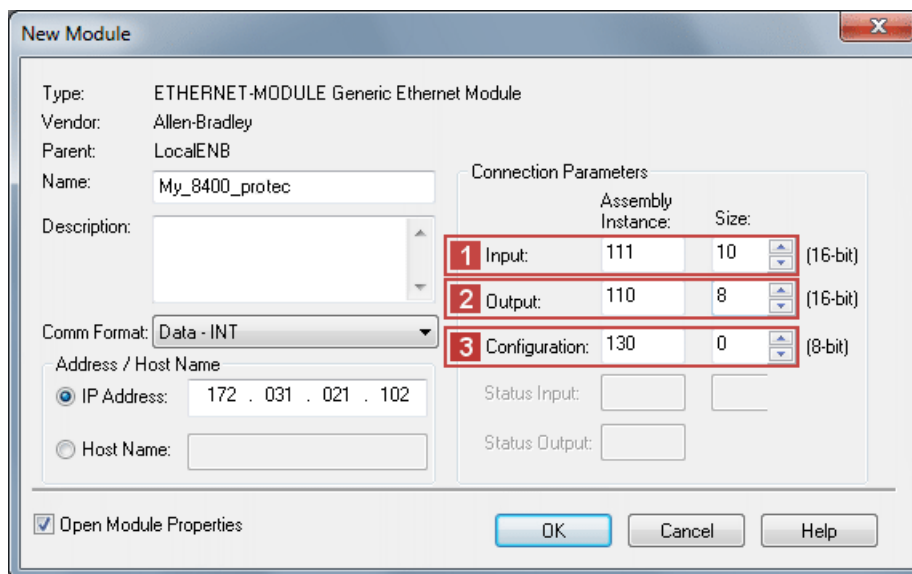 New Module
Type: ETHERNET-MODULE Generic Ethernet Module
Vendor: Allen-Bradley
Parent: LocalENB
Name: My_8400_protec
Description:
Comm Format: Data - INT
Address / Host Name
IP Address: 172 . 031 . 021 . 102
Host Name:
Connection Parameters
Assembly
Instance: Size:
1 Input: 111 10 (16-bit)
2 Output: 110 8 (16-bit)
3 Configuration: 130 0 (8-bit)
Status Input:
Status Output:
Open Module Properties
OK Cancel Help